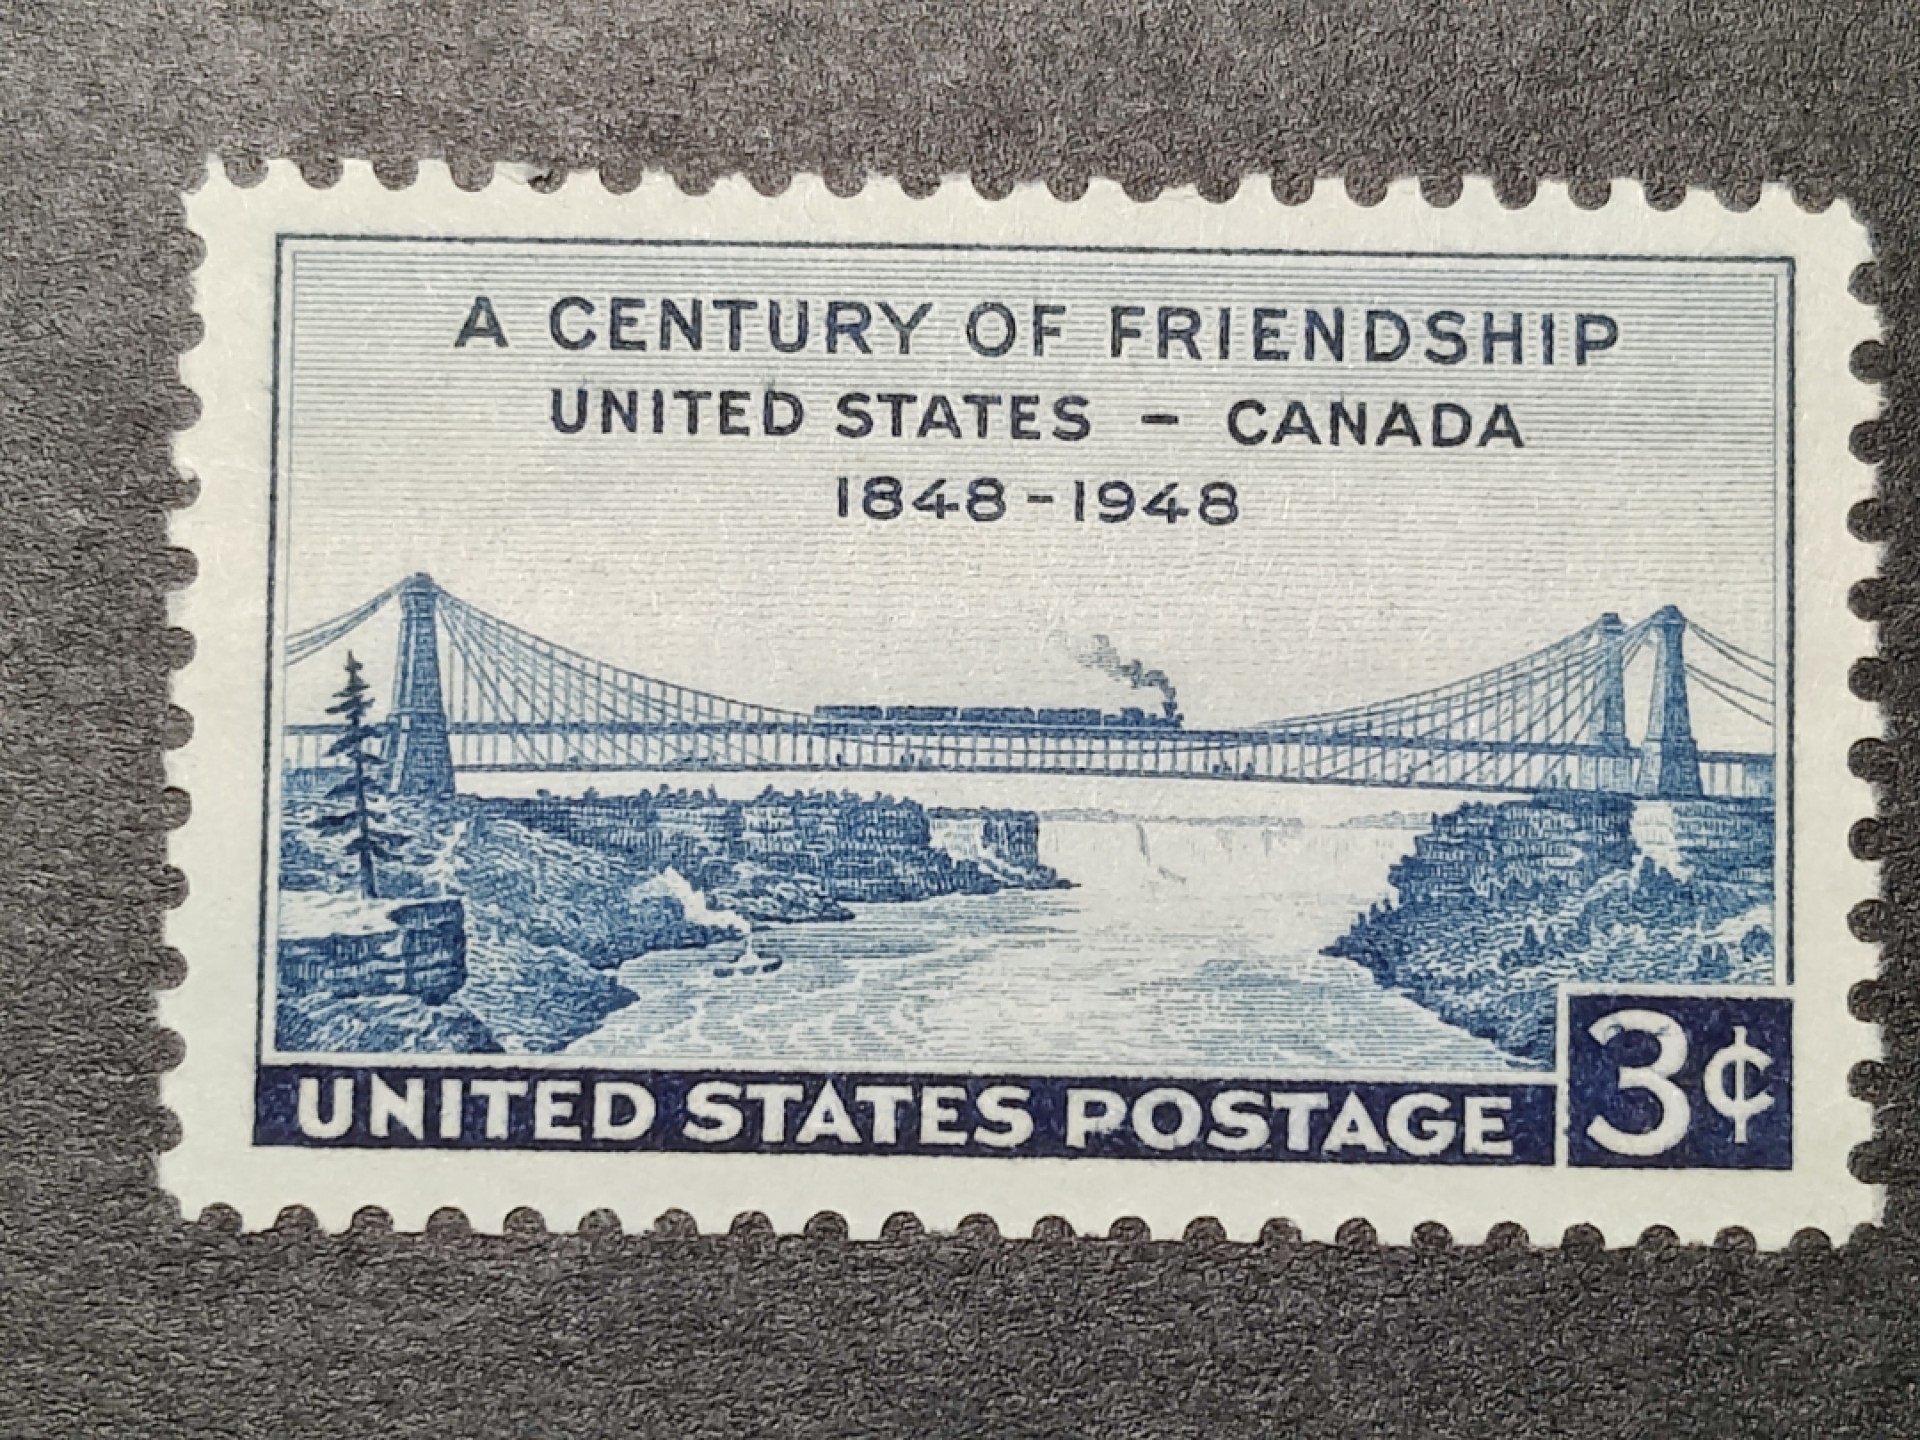 A CENTURY OF FRIENDSHIP
UNITED STATES – CANADA
1848-1948
UNITED STATES POSTAGE
3¢